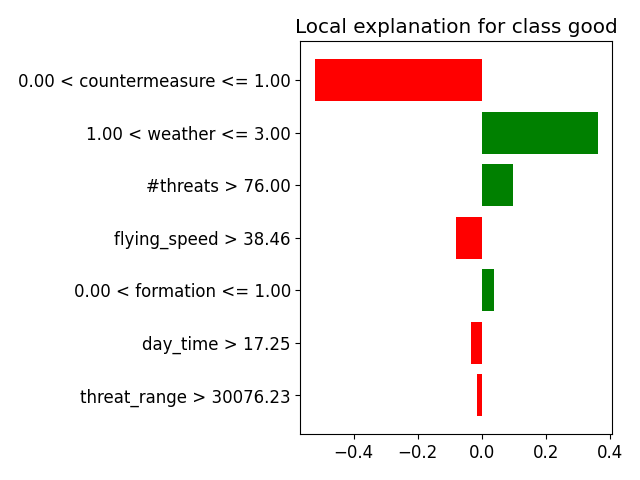 Local explanation for class good
0.00 < countermeasure <= 1.00
1.00 < weather <= 3.00
#threats > 76.00
flying_speed > 38.46
0.00 < formation <= 1.00
day_time > 17.25
threat_range > 30076.23
−0.4 −0.2 0.0 0.2 0.4